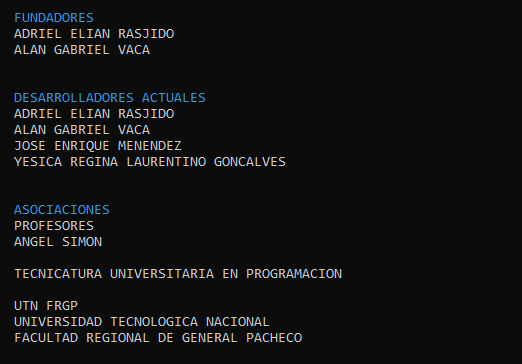 FUNDADORES
ADRIEL ELIAN RASJIDO
ALAN GABRIEL VACA
DESARROLLADORES ACTUALES
ADRIEL ELIAN RASJIDO
ALAN GABRIEL VACA
JOSE ENRIQUE MENENDEZ
YESICA REGINA LAURENTINO GONCALVES
ASOCIACIONES
PROFESORES
ANGEL SIMON
TECNICATURA UNIVERSITARIA EN PROGRAMACION
UTN FRGP
UNIVERSIDAD TECNOLOGICA NACIONAL
FACULTAD REGIONAL DE GENERAL PACHECO